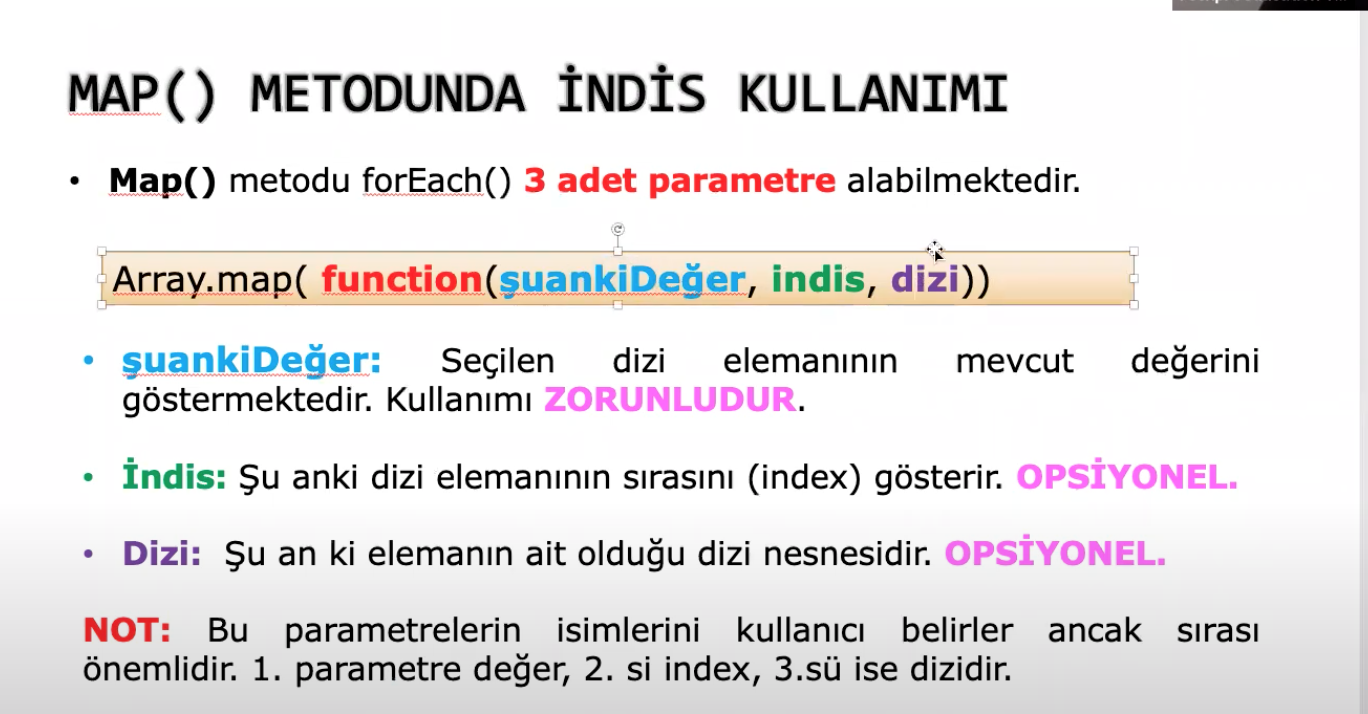 MAP() METODUNDA İNDİS KULLANIMI
• Map() metodu forEach() 3 adet parametre alabilmektedir.
Array.map( function(şuankiDeğer, indis, dizi))
• şuankiDeğer: Seçilen dizi elemanının mevcut değerini
göstermektedir. Kullanımı ZORUNLUDUR.
• İndis: Şu anki dizi elemanının sırasını (index) gösterir. OPSİYONEL.
• Dizi: Şu an ki elemanın ait olduğu dizi nesnesidir. OPSİYONEL.
NOT: Bu parametrelerin isimlerini kullanıcı belirler ancak sırası
önemlidir. 1. parametre değer, 2. si index, 3.sü ise dizidir.